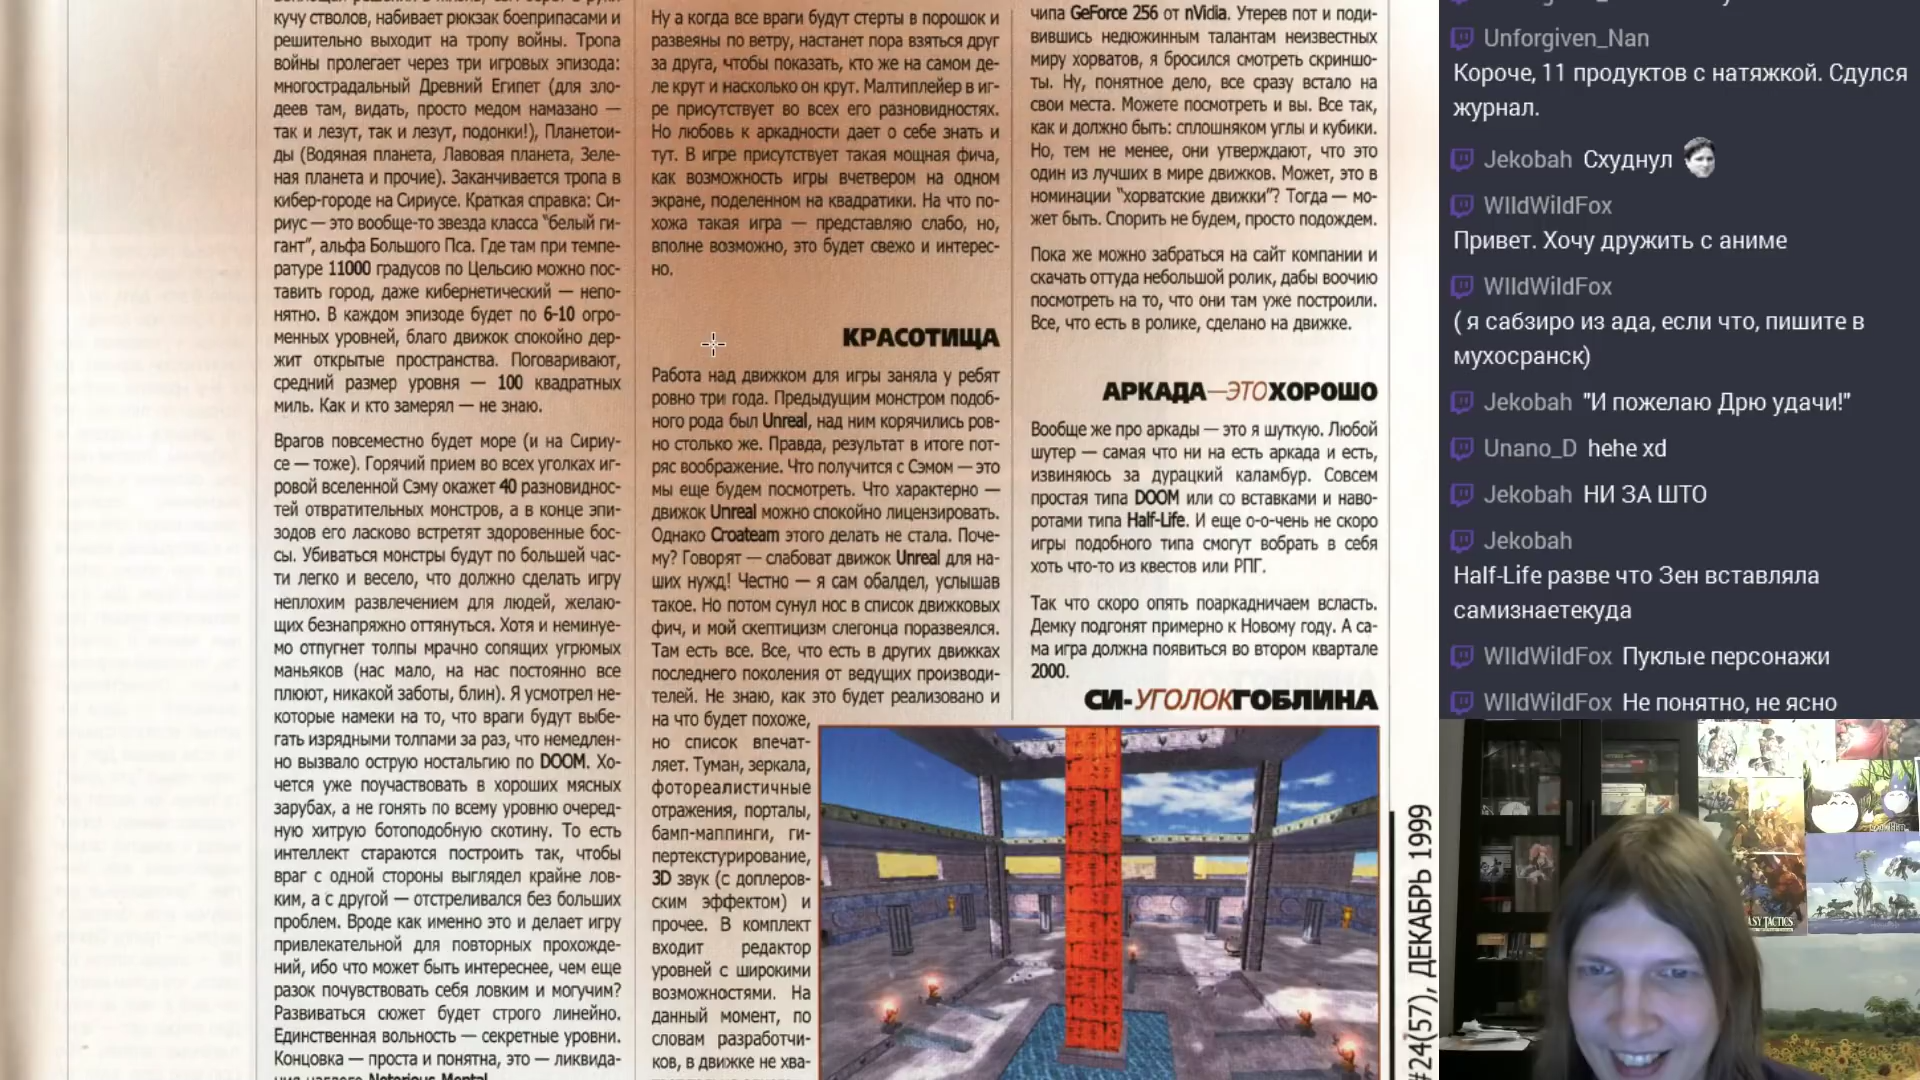 кучу стволов, набивает рюкзак боеприпасами и
решительно выходит на тропу войны. Тропа
войны пролегает через три игровых эпизода:
многострадальный Древний Египет (для зло-
деев там, видать, просто медом намазано —
так и лезут, так и лезут, подонки!), Планетои-
ды (Водяная планета, Лавовая планета, Зеле-
ная планета и прочие). Заканчивается тропа в
кибер-городе на Сириусе. Краткая справка: Си-
риус — это вообще-то звезда класса "белый ги-
гант", альфа Большого Пса. Где там при темпе-
ратуре 11000 градусов по Цельсию можно пос-
тавить город, даже кибернетический — непо-
нятно. В каждом эпизоде будет по 6-10 огро-
менных уровней, благо движок спокойно дер-
жит открытые пространства. Поговаривают,
средний размер уровня — 100 квадратных
миль. Как и кто замерял — не знаю.
Врагов повсеместно будет море (и на Сириу-
се — тоже). Горячий прием во всех уголках иг-
ровой вселенной Сэму окажет 40 разновиднос-
тей отвратительных монстров, а в конце эпи-
зодов его ласково встретят здоровенные бос-
сы. Убиваться монстры будут по большей час-
ти легко и весело, что должно сделать игру
неплохим развлечением для людей, желаю-
щих безнапряжно оттянуться. Хотя и неминуе-
мо отпугнет толпы мрачно сопящих угрюмых
маньяков (нас мало, на нас постоянно все
плюют, никакой заботы, блин). Я усмотрел не-
которые намеки на то, что враги будут выбе-
гать изрядными толпами за раз, что немедлен-
но вызвало острую ностальгию по DOOM. Хо-
чется уже поучаствовать в хороших мясных
зарубах, а не гонять по всему уровню очеред-
ную хитрую ботоподобную скотину. То есть
интеллект стараются построить так, чтобы
враг с одной стороны выглядел крайне лов-
ким, а с другой — отстреливался без больших
проблем. Вроде как именно это и делает игру
привлекательной для повторных прохожде-
ний, ибо что может быть интереснее, чем еще
разок почувствовать себя ловким и могучим?
Развиваться сюжет будет строго линейно.
Единственная вольность — секретные уровни.
Концовка — проста и понятна, это — ликвида-
Ну а когда все враги будут стерты в порошок и
развеяны по ветру, настанет пора взяться друг
за друга, чтобы показать, кто же на самом де-
ле крут и насколько он крут. Малтиплейер в иг-
ре присутствует во всех его разновидностях.
Но любовь к аркадности дает о себе знать и
тут. В игре присутствует такая мощная фича,
как возможность игры вчетвером на одном
экране, поделенном на квадратики. На что по-
хожа такая игра — представляю слабо, но,
вполне возможно, это будет свежо и интерес-
но.
КРАСОТИЩА
Работа над движком для игры заняла у ребят
ровно три года. Предыдущим монстром подоб-
ного рода был Unreal, над ним корячились ров-
но столько же. Правда, результат в итоге пот-
ряс воображение. Что получится с Сэмом — это
мы еще будем посмотреть. Что характерно —
движок Unreal можно спокойно лицензировать.
Однако Croateam этого делать не стала. Поче-
му? Говорят — слабоват движок Unreal для на-
ших нужд! Честно — я сам обалдел, услышав
такое. Но потом сунул нос в список движковых
фич, и мой скептицизм слегонца поразвеялся.
Там есть все. Все, что есть в других движках
последнего поколения от ведущих производи-
телей. Не знаю, как это будет реализовано и
на что будет похоже,
но список впечат-
ляет. Туман, зеркала,
фотореалистичные
отражения, порталы,
бамп-маппинги, ги-
пертекстурирование,
3D звук (с доплеров-
ским эффектом) и
прочее. В комплект
входит редактор
уровней с широкими
возможностями. На
данный момент, по
словам разработчи-
ков, в движке не хва-
чипа GeForce 256 от nVidia. Утерев пот и поди-
вившись недюжинным талантам неизвестных
миру хорватов, я бросился смотреть скриншо-
ты. Ну, понятное дело, все сразу встало на
свои места. Можете посмотреть и вы. Все так,
как и должно быть: сплошняком углы и кубики.
Но, тем не менее, они утверждают, что это
один из лучших в мире движков. Может, это в
номинации "хорватские движки"? Тогда — мо-
жет быть. Спорить не будем, просто подождем.
Пока же можно забраться на сайт компании и
скачать оттуда небольшой ролик, дабы воочию
посмотреть на то, что они там уже построили.
Все, что есть в ролике, сделано на движке.
АРКАДА—ЭТОХОРОШО
Вообще же про аркады — это я шуткую. Любой
шутер — самая что ни на есть аркада и есть,
извиняюсь за дурацкий каламбур. Совсем
простая типа DOOM или со вставками и наво-
ротами типа Half-Life. И еще о-о-очень не скоро
игры подобного типа смогут вобрать в себя
хоть что-то из квестов или РПГ.
Так что скоро опять поаркадничаем всласть.
Демку подгонят примерно к Новому году. А са-
ма игра должна появиться во втором квартале
2000.
СИ-УГОЛОКГОБЛИНА
#24(57), ДЕКАБРЬ 1999
Unforgiven_Nan
Короче, 11 продуктов с натяжкой. Сдулся
журнал.
Jekobah Схуднул
WIldWildFox
Привет. Хочу дружить с аниме
WIldWildFox
( я сабзиро из ада, если что, пишите в
мухосранск)
Jekobah "И пожелаю Дрю удачи!"
Unano_D hehe xd
Jekobah НИ ЗА ШТО
Jekobah
Half-Life разве что Зен вставляла
самизнаетекуда
WIldWildFox Пуклые персонажи
WIldWildFox Не понятно, не ясно